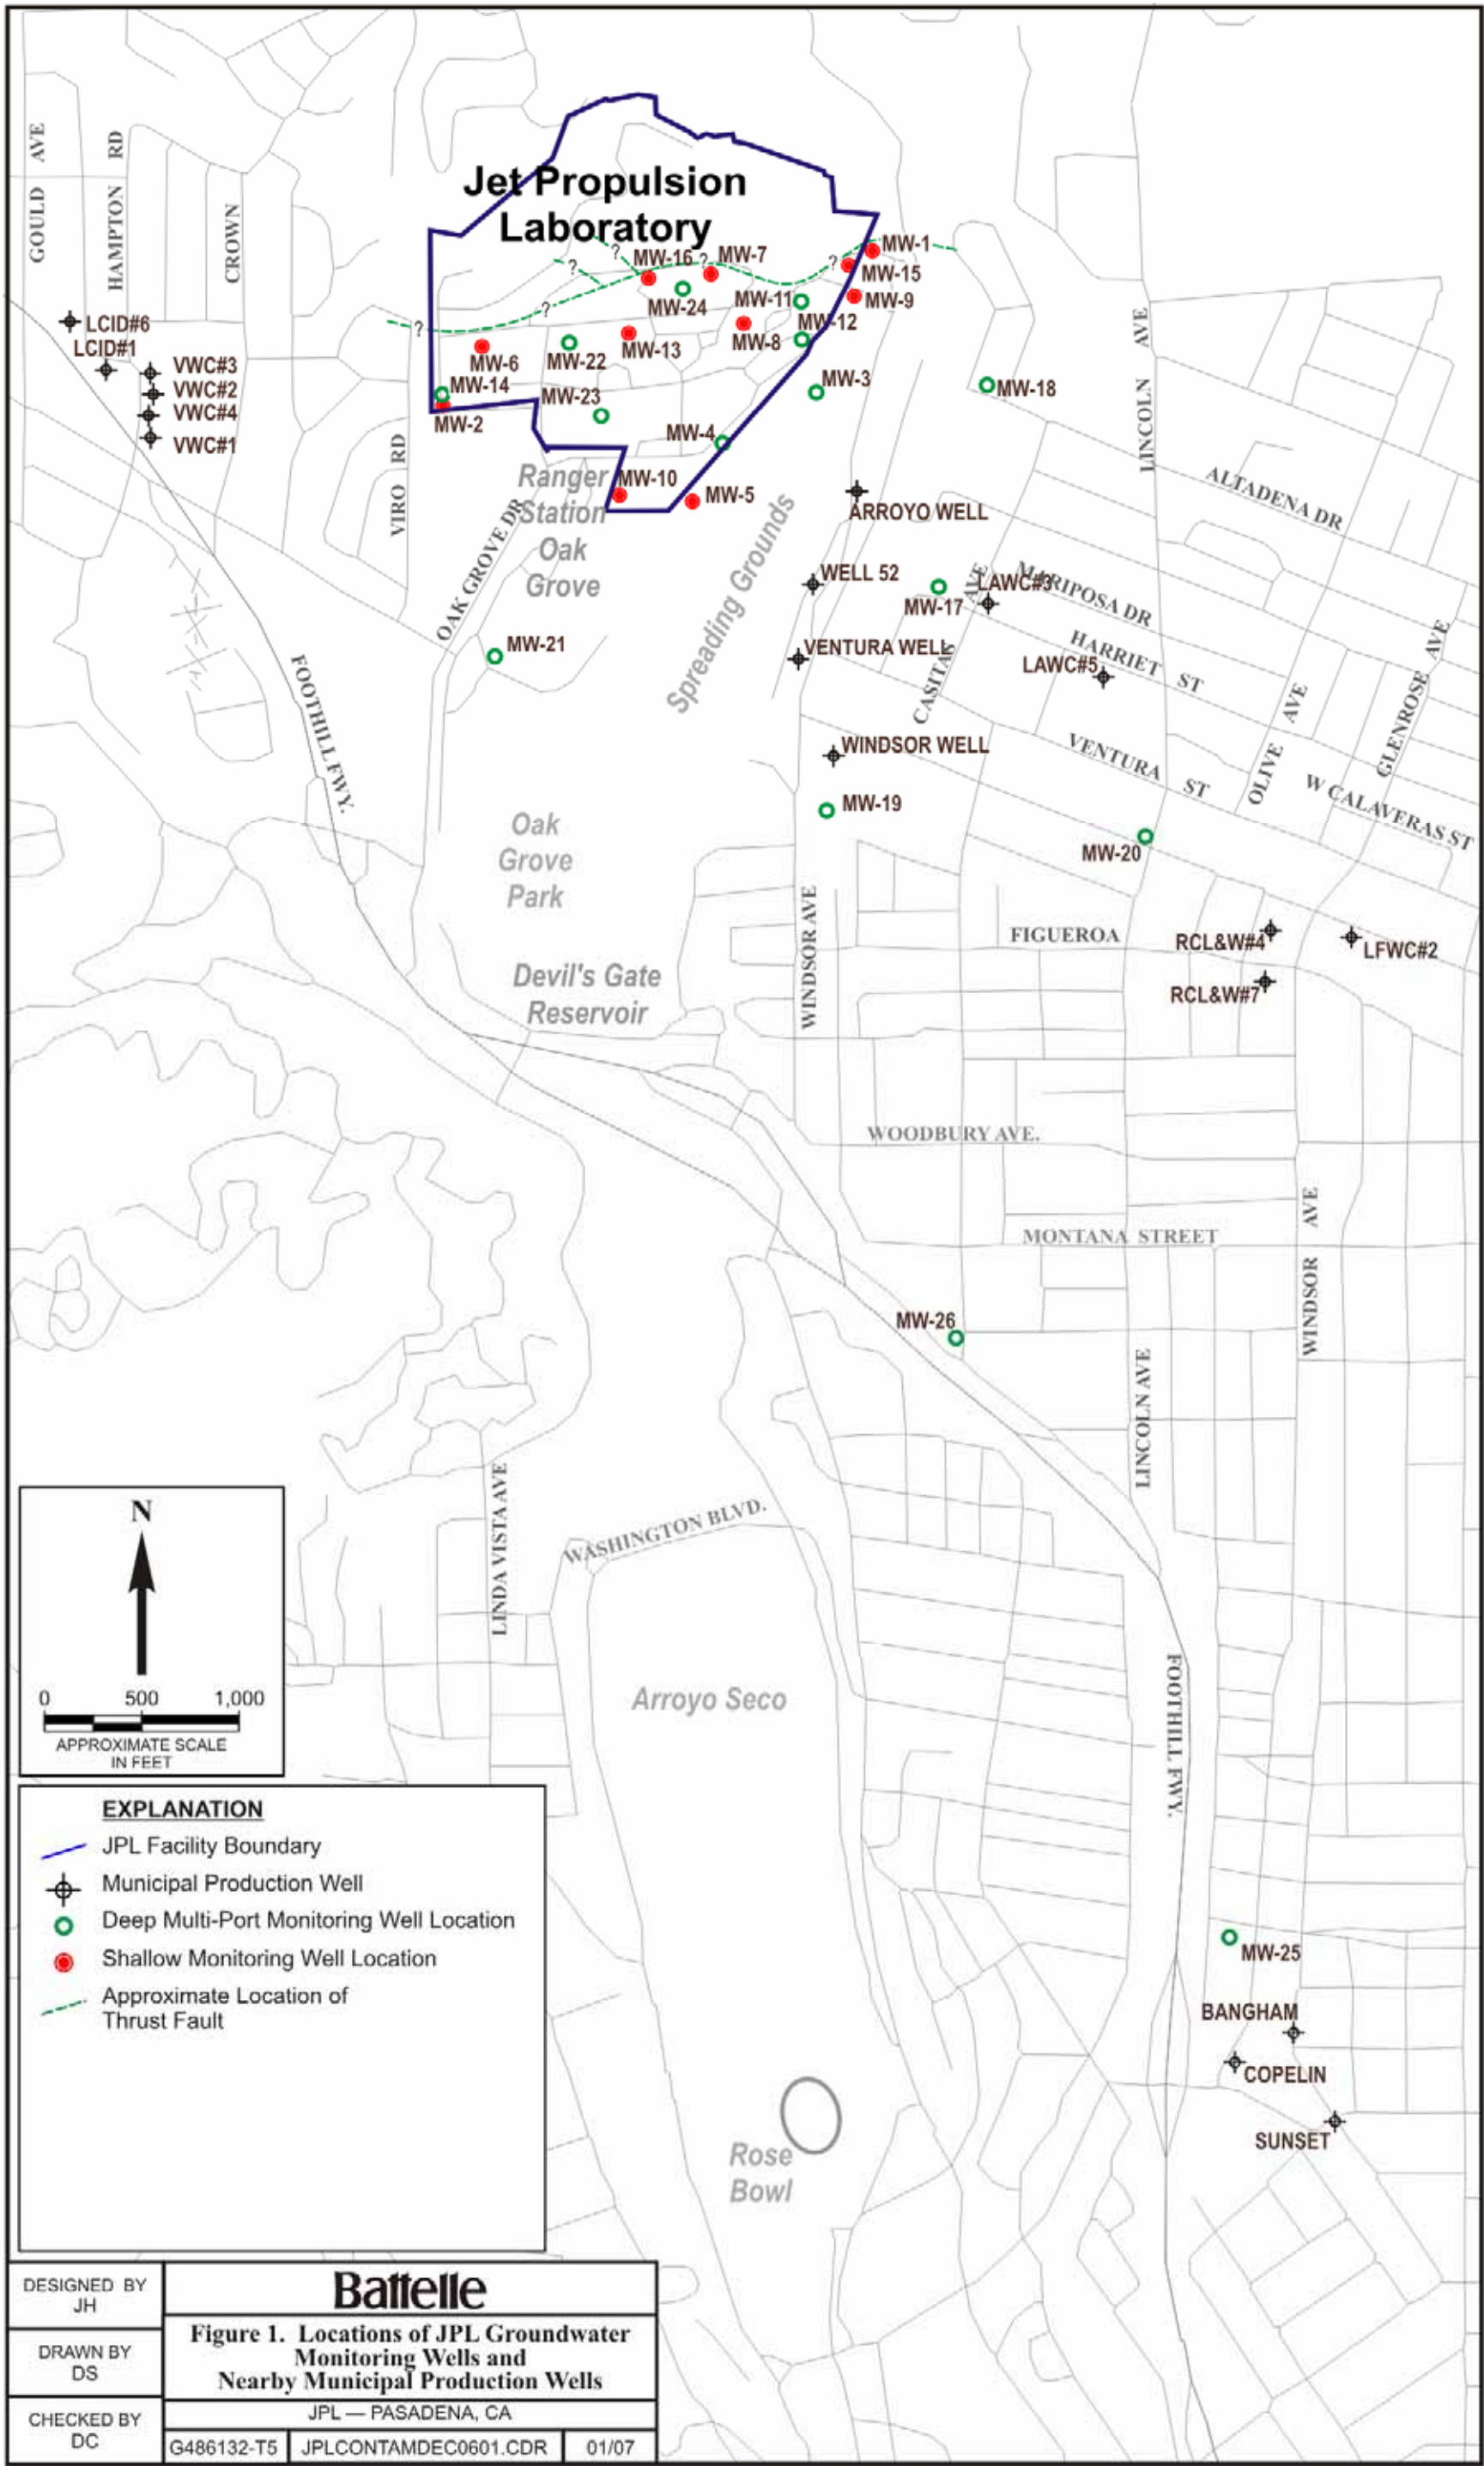 Jet Propulsion
Laboratory
GOULD AVE
HAMPTON RD
CROWN
VIRO RD
LCID#6
LCID#1
VWC#3
VWC#2
VWC#4
VWC#1
?
?
?
?
?
?
MW-16
MW-7
MW-1
MW-15
MW-24
MW-11
MW-9
MW-12
MW-6
MW-22
MW-13
MW-8
MW-14
MW-23
MW-3
MW-18
MW-2
MW-4
MW-10
MW-5
Ranger
Station
Oak
Grove
OAK GROVE DR
Spreading Grounds
LINCOLN AVE
ALTADENA DR
ARROYO WELL
WELL 52
MW-17
LAWC#3
MARIPOSA DR
HARRIET ST
LAWC#5
VENTURA WELL
CASITAS AVE
MW-21
FOOTHILL FWY.
WINDSOR WELL
VENTURA ST
OLIVE AVE
GLENROSE AVE
W CALAVERAS ST
MW-19
MW-20
Oak
Grove
Park
WINDSOR AVE
FIGUEROA
RCL&W#4
LFWC#2
RCL&W#7
Devil's Gate
Reservoir
WOODBURY AVE.
MONTANA STREET
WINDSOR AVE
MW-26
LINCOLN AVE
LINDA VISTA AVE
WASHINGTON BLVD.
Arroyo Seco
FOOTHILL FWY.
MW-25
BANGHAM
COPELIN
SUNSET
Rose
Bowl
N
0 500 1,000
APPROXIMATE SCALE
IN FEET
EXPLANATION
JPL Facility Boundary
Municipal Production Well
Deep Multi-Port Monitoring Well Location
Shallow Monitoring Well Location
Approximate Location of
Thrust Fault
DESIGNED BY
JH
DRAWN BY
DS
CHECKED BY
DC
Battelle
Figure 1. Locations of JPL Groundwater
Monitoring Wells and
Nearby Municipal Production Wells
JPL — PASADENA, CA
G486132-T5 JPLCONTAMDEC0601.CDR 01/07